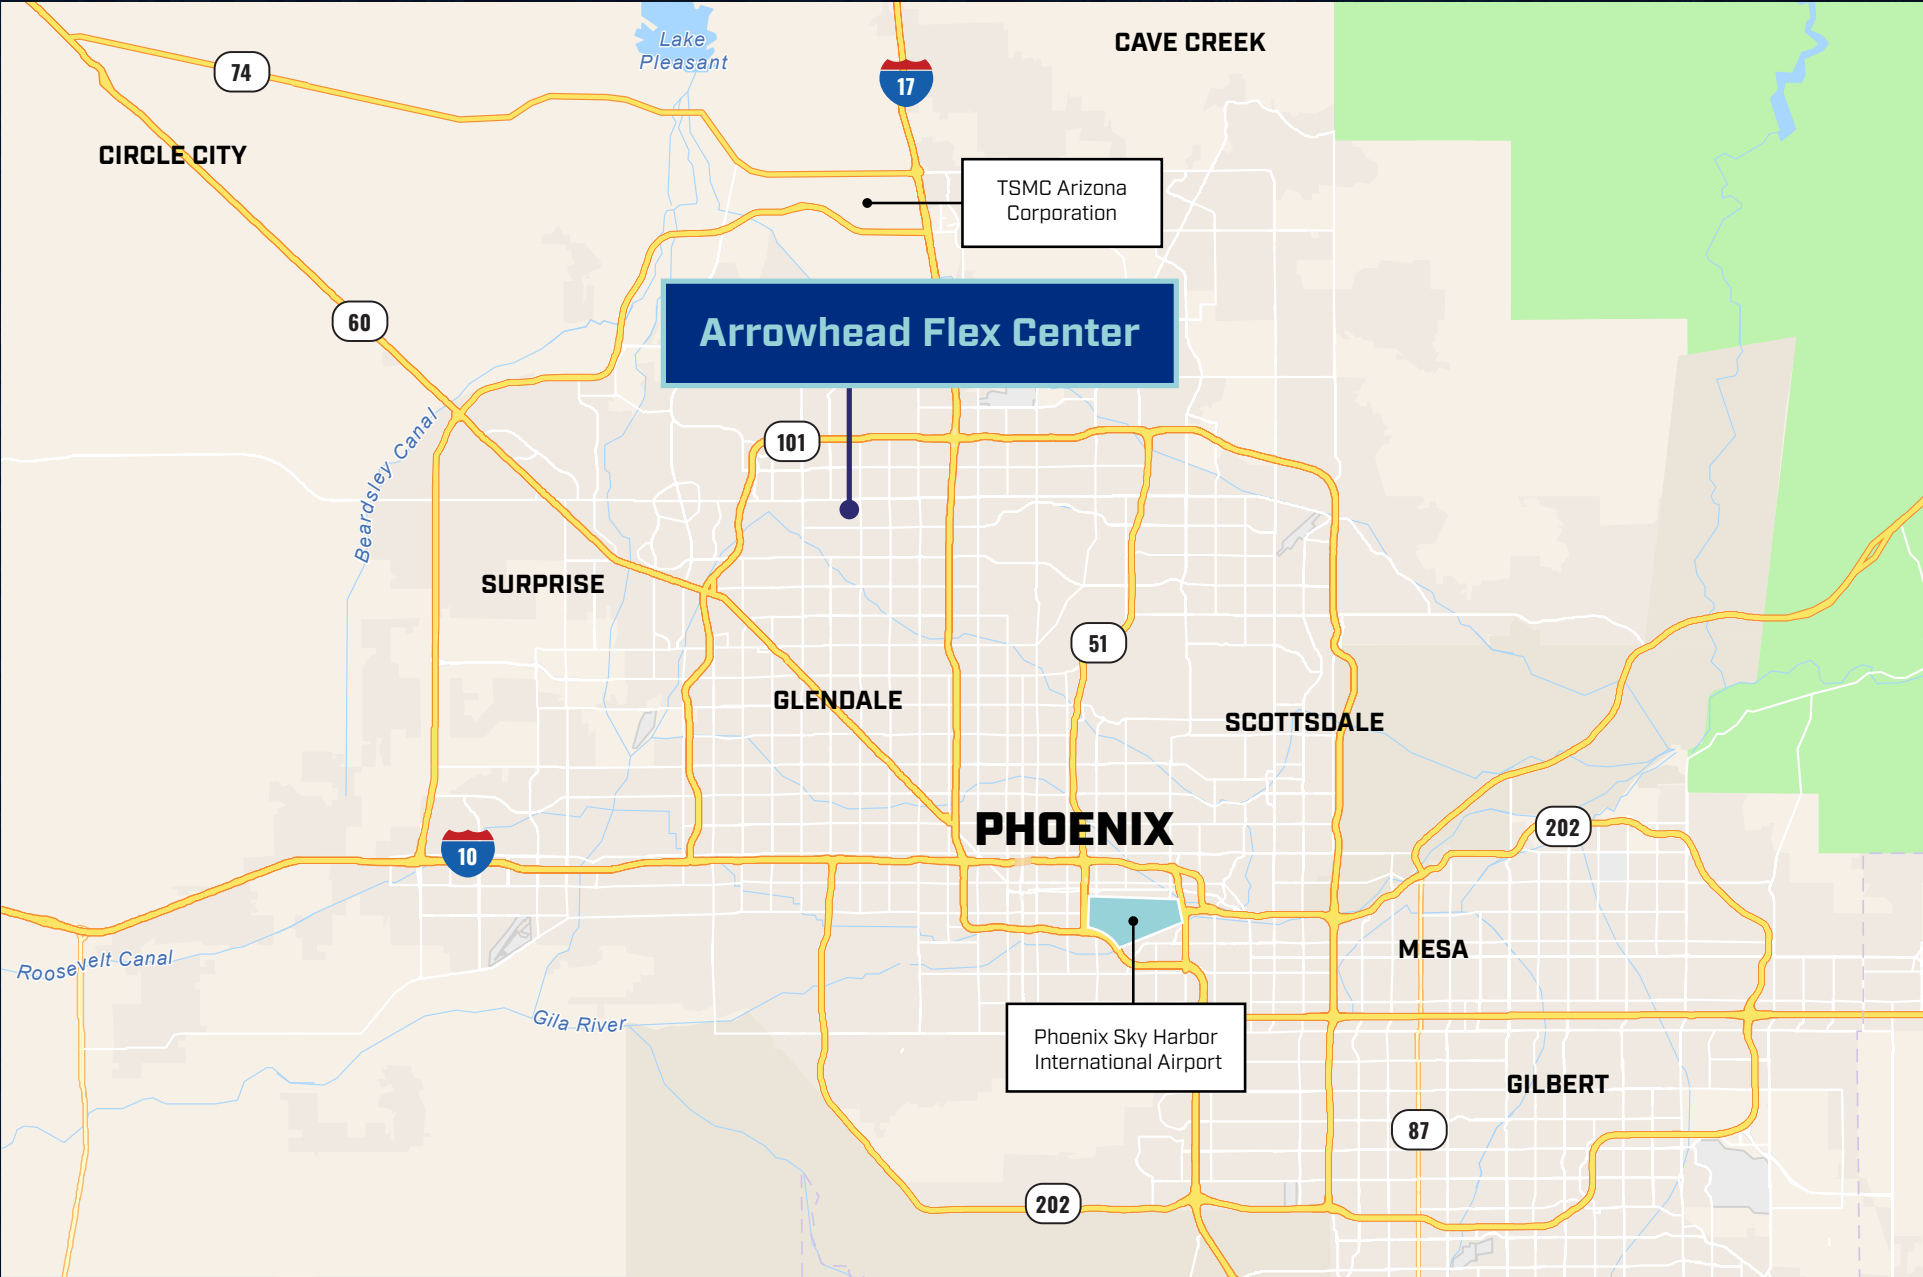 Lake
Pleasant
CAVE CREEK
74
17
CIRCLE CITY
TSMC Arizona
Corporation
60
Arrowhead Flex Center
Beardsley Canal
101
SURPRISE
51
GLENDALE
SCOTTSDALE
PHOENIX
202
10
MESA
Roosevelt Canal
Gila River
Phoenix Sky Harbor
International Airport
GILBERT
87
202